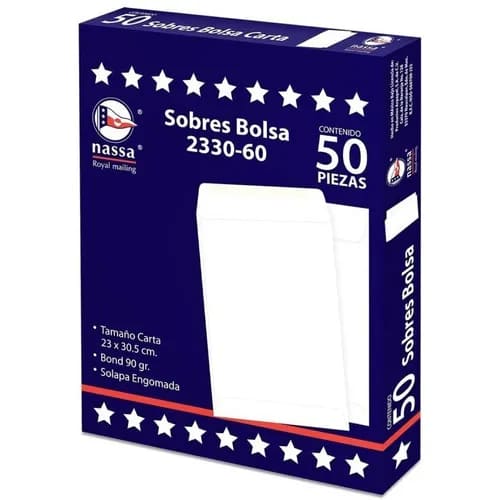 50 Sobres Bolsa Carta
nassa®
Royal mailing
Sobres Bolsa
2330-60
CONTENIDO
50
PIEZAS
• Tamaño Carta
23 x 30.5 cm.
• Bond 90 gr.
• Solapa Engomada
nassa
CONTENIDO
50 Sobres Bolsa